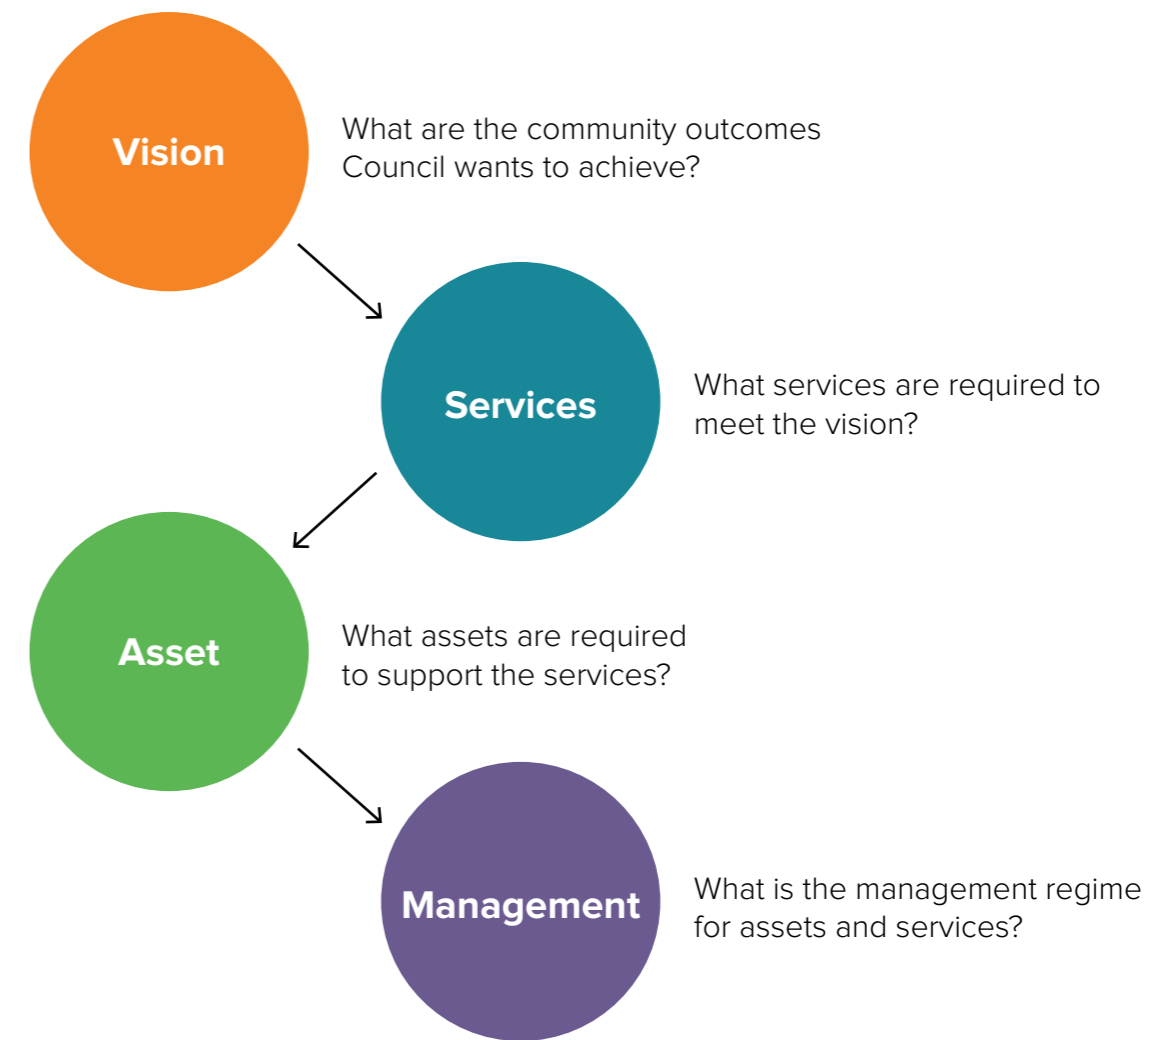 Vision
What are the community outcomes
Council wants to achieve?
Services
What services are required to
meet the vision?
Asset
What assets are required
to support the services?
Management
What is the management regime
for assets and services?